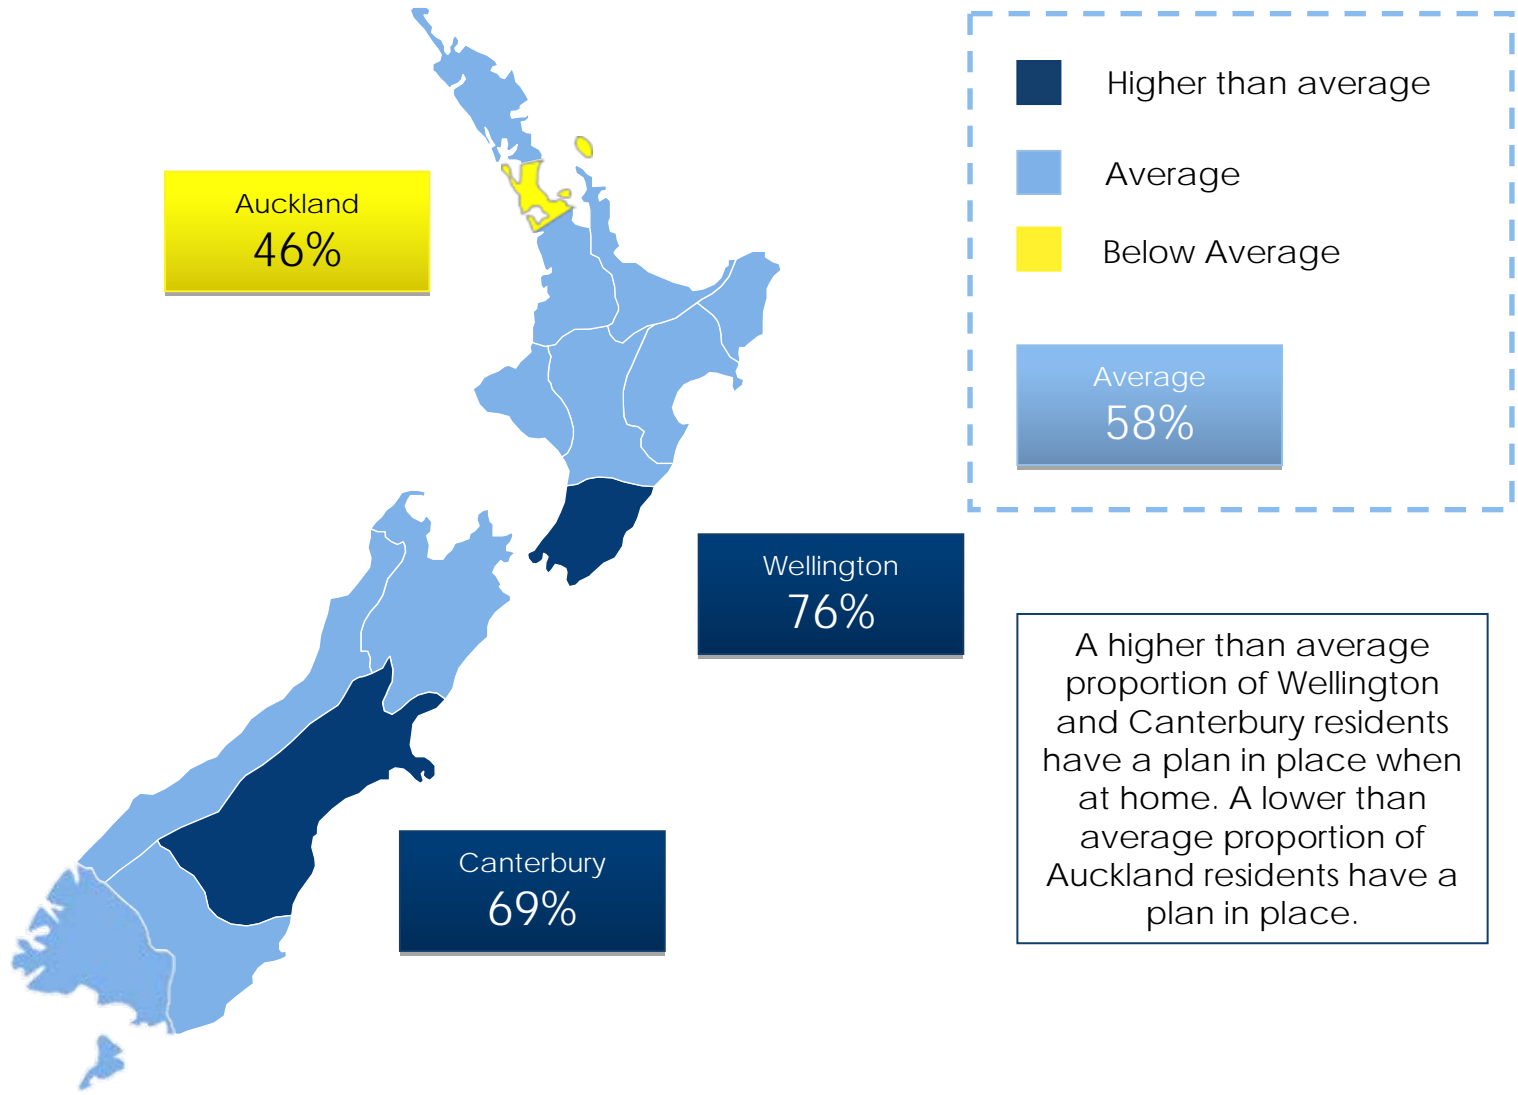 Higher than average
Average
Below Average
Average
58%
Auckland
46%
Wellington
76%
Canterbury
69%
A higher than average
proportion of Wellington
and Canterbury residents
have a plan in place when
at home. A lower than
average proportion of
Auckland residents have a
plan in place.